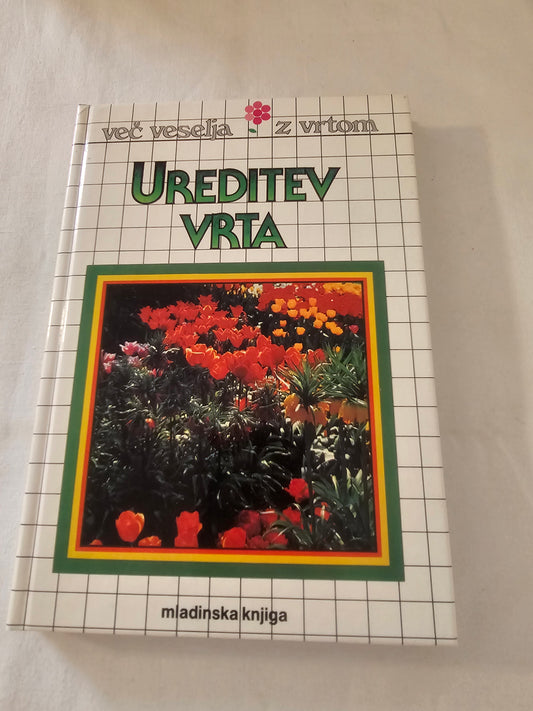 več veselja z vrtom
UREDITEV
VRTA
mladinska knjiga